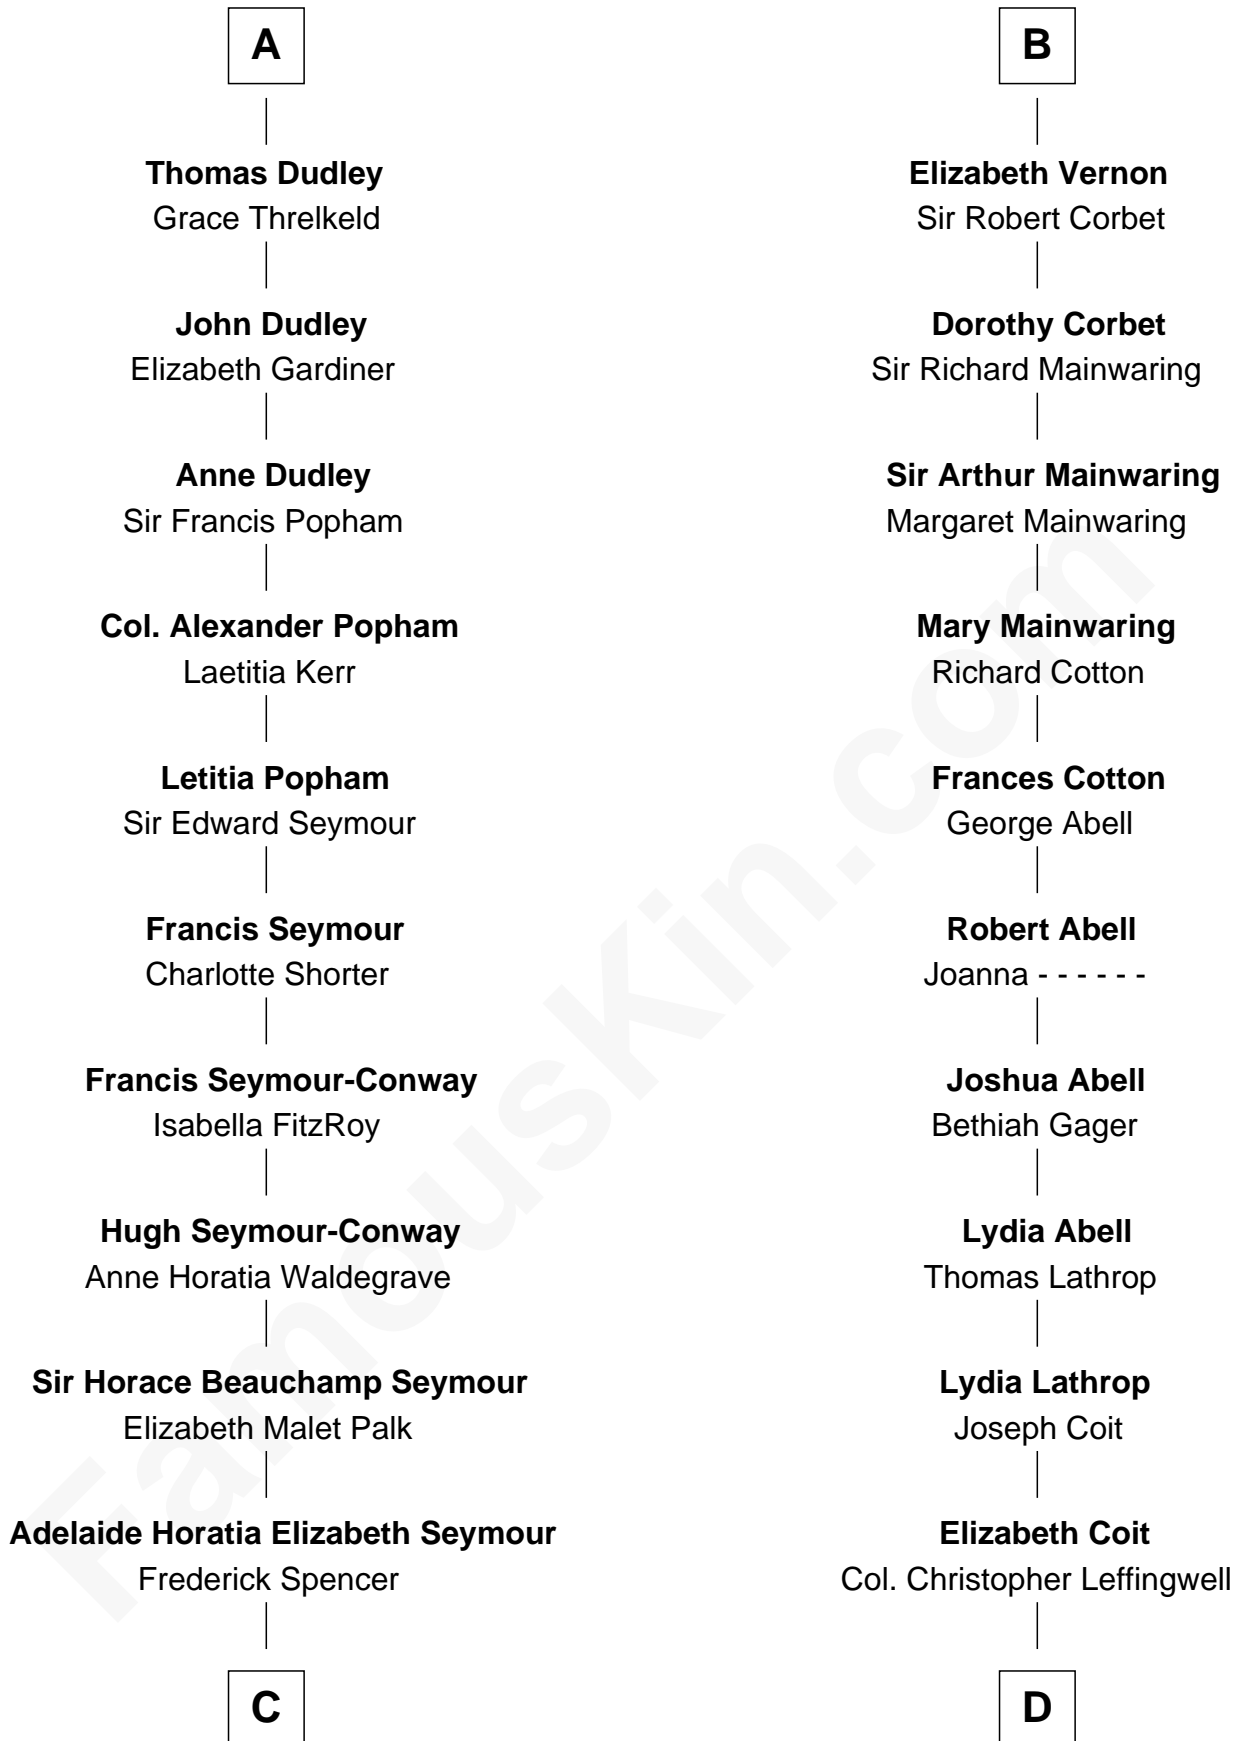 A
Thomas Dudley
Grace Threlkeld
John Dudley
Elizabeth Gardiner
Anne Dudley
Sir Francis Popham
Col. Alexander Popham
Laetitia Kerr
Letitia Popham
Sir Edward Seymour
Francis Seymour
Charlotte Shorter
Francis Seymour-Conway
Isabella FitzRoy
Hugh Seymour-Conway
Anne Horatia Waldegrave
Sir Horace Beauchamp Seymour
Elizabeth Malet Palk
Adelaide Horatia Elizabeth Seymour
Frederick Spencer
C
B
Elizabeth Vernon
Sir Robert Corbet
Dorothy Corbet
Sir Richard Mainwaring
Sir Arthur Mainwaring
Margaret Mainwaring
Mary Mainwaring
Richard Cotton
Frances Cotton
George Abell
Robert Abell
Joanna - - - - - -
Joshua Abell
Bethiah Gager
Lydia Abell
Thomas Lathrop
Lydia Lathrop
Joseph Coit
Elizabeth Coit
Col. Christopher Leffingwell
D
FamousKin.com